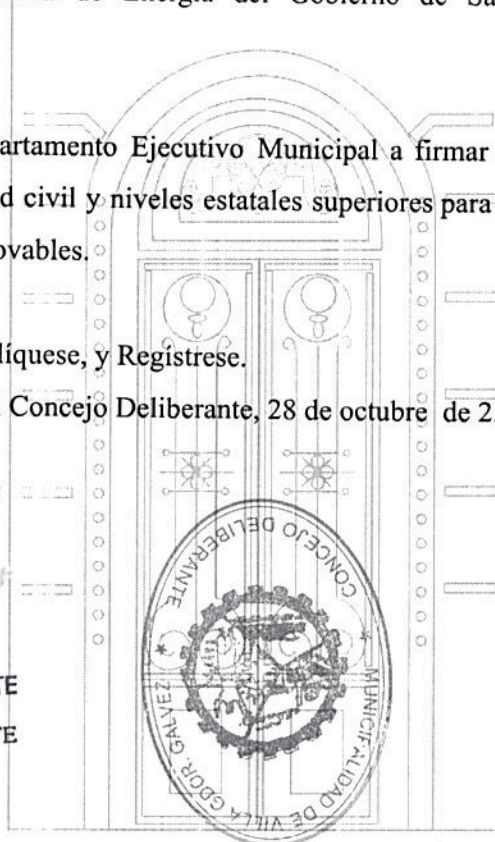 de Energía del Gobierno de Sa
artamento Ejecutivo Municipal a firmar
d civil y niveles estatales superiores para
ovables.
líquese, y Regístrese.
Concejo Deliberante, 28 de octubre de 2.
TE
TE
CONCEJO DELIBERANTE
MUNICIPALIDAD DE VILLA GDOR. GALVEZ